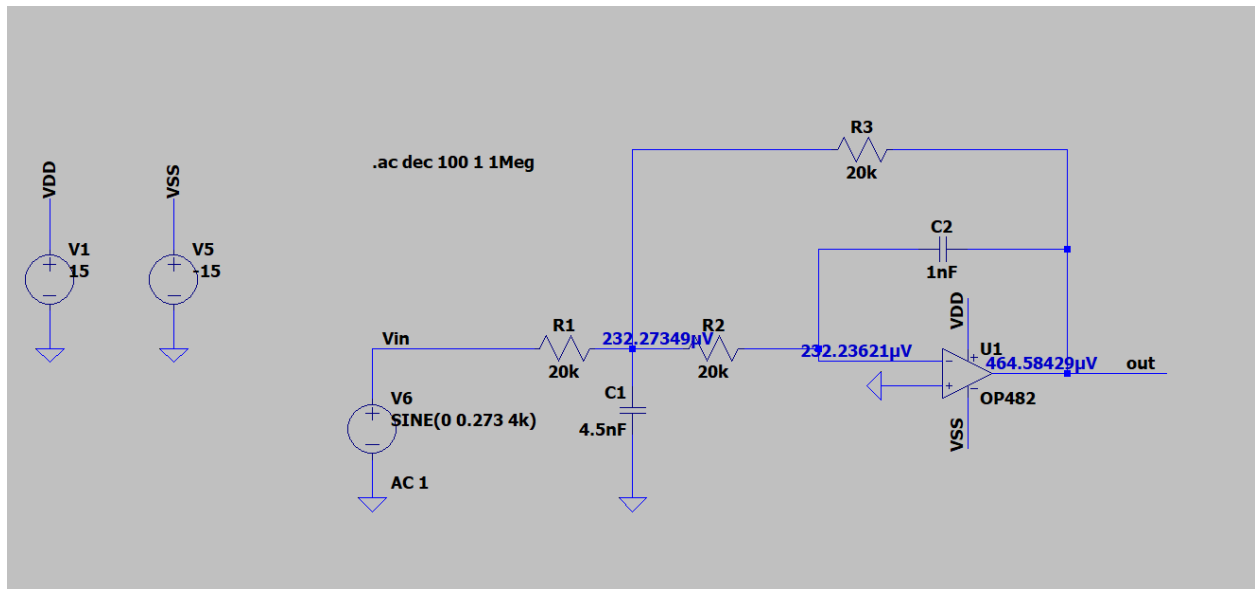 R3
20k
.ac dec 100 1 1Meg
VDD
VSS
C2
1nF
V1
15
V5
-15
VDD
R1
232.27349µV
R2
Vin
20k
20k
232.23621µV
U1
464.58429µV
out
C1
4.5nF
V6
SINE(0 0.273 4k)
OP482
VSS
AC 1